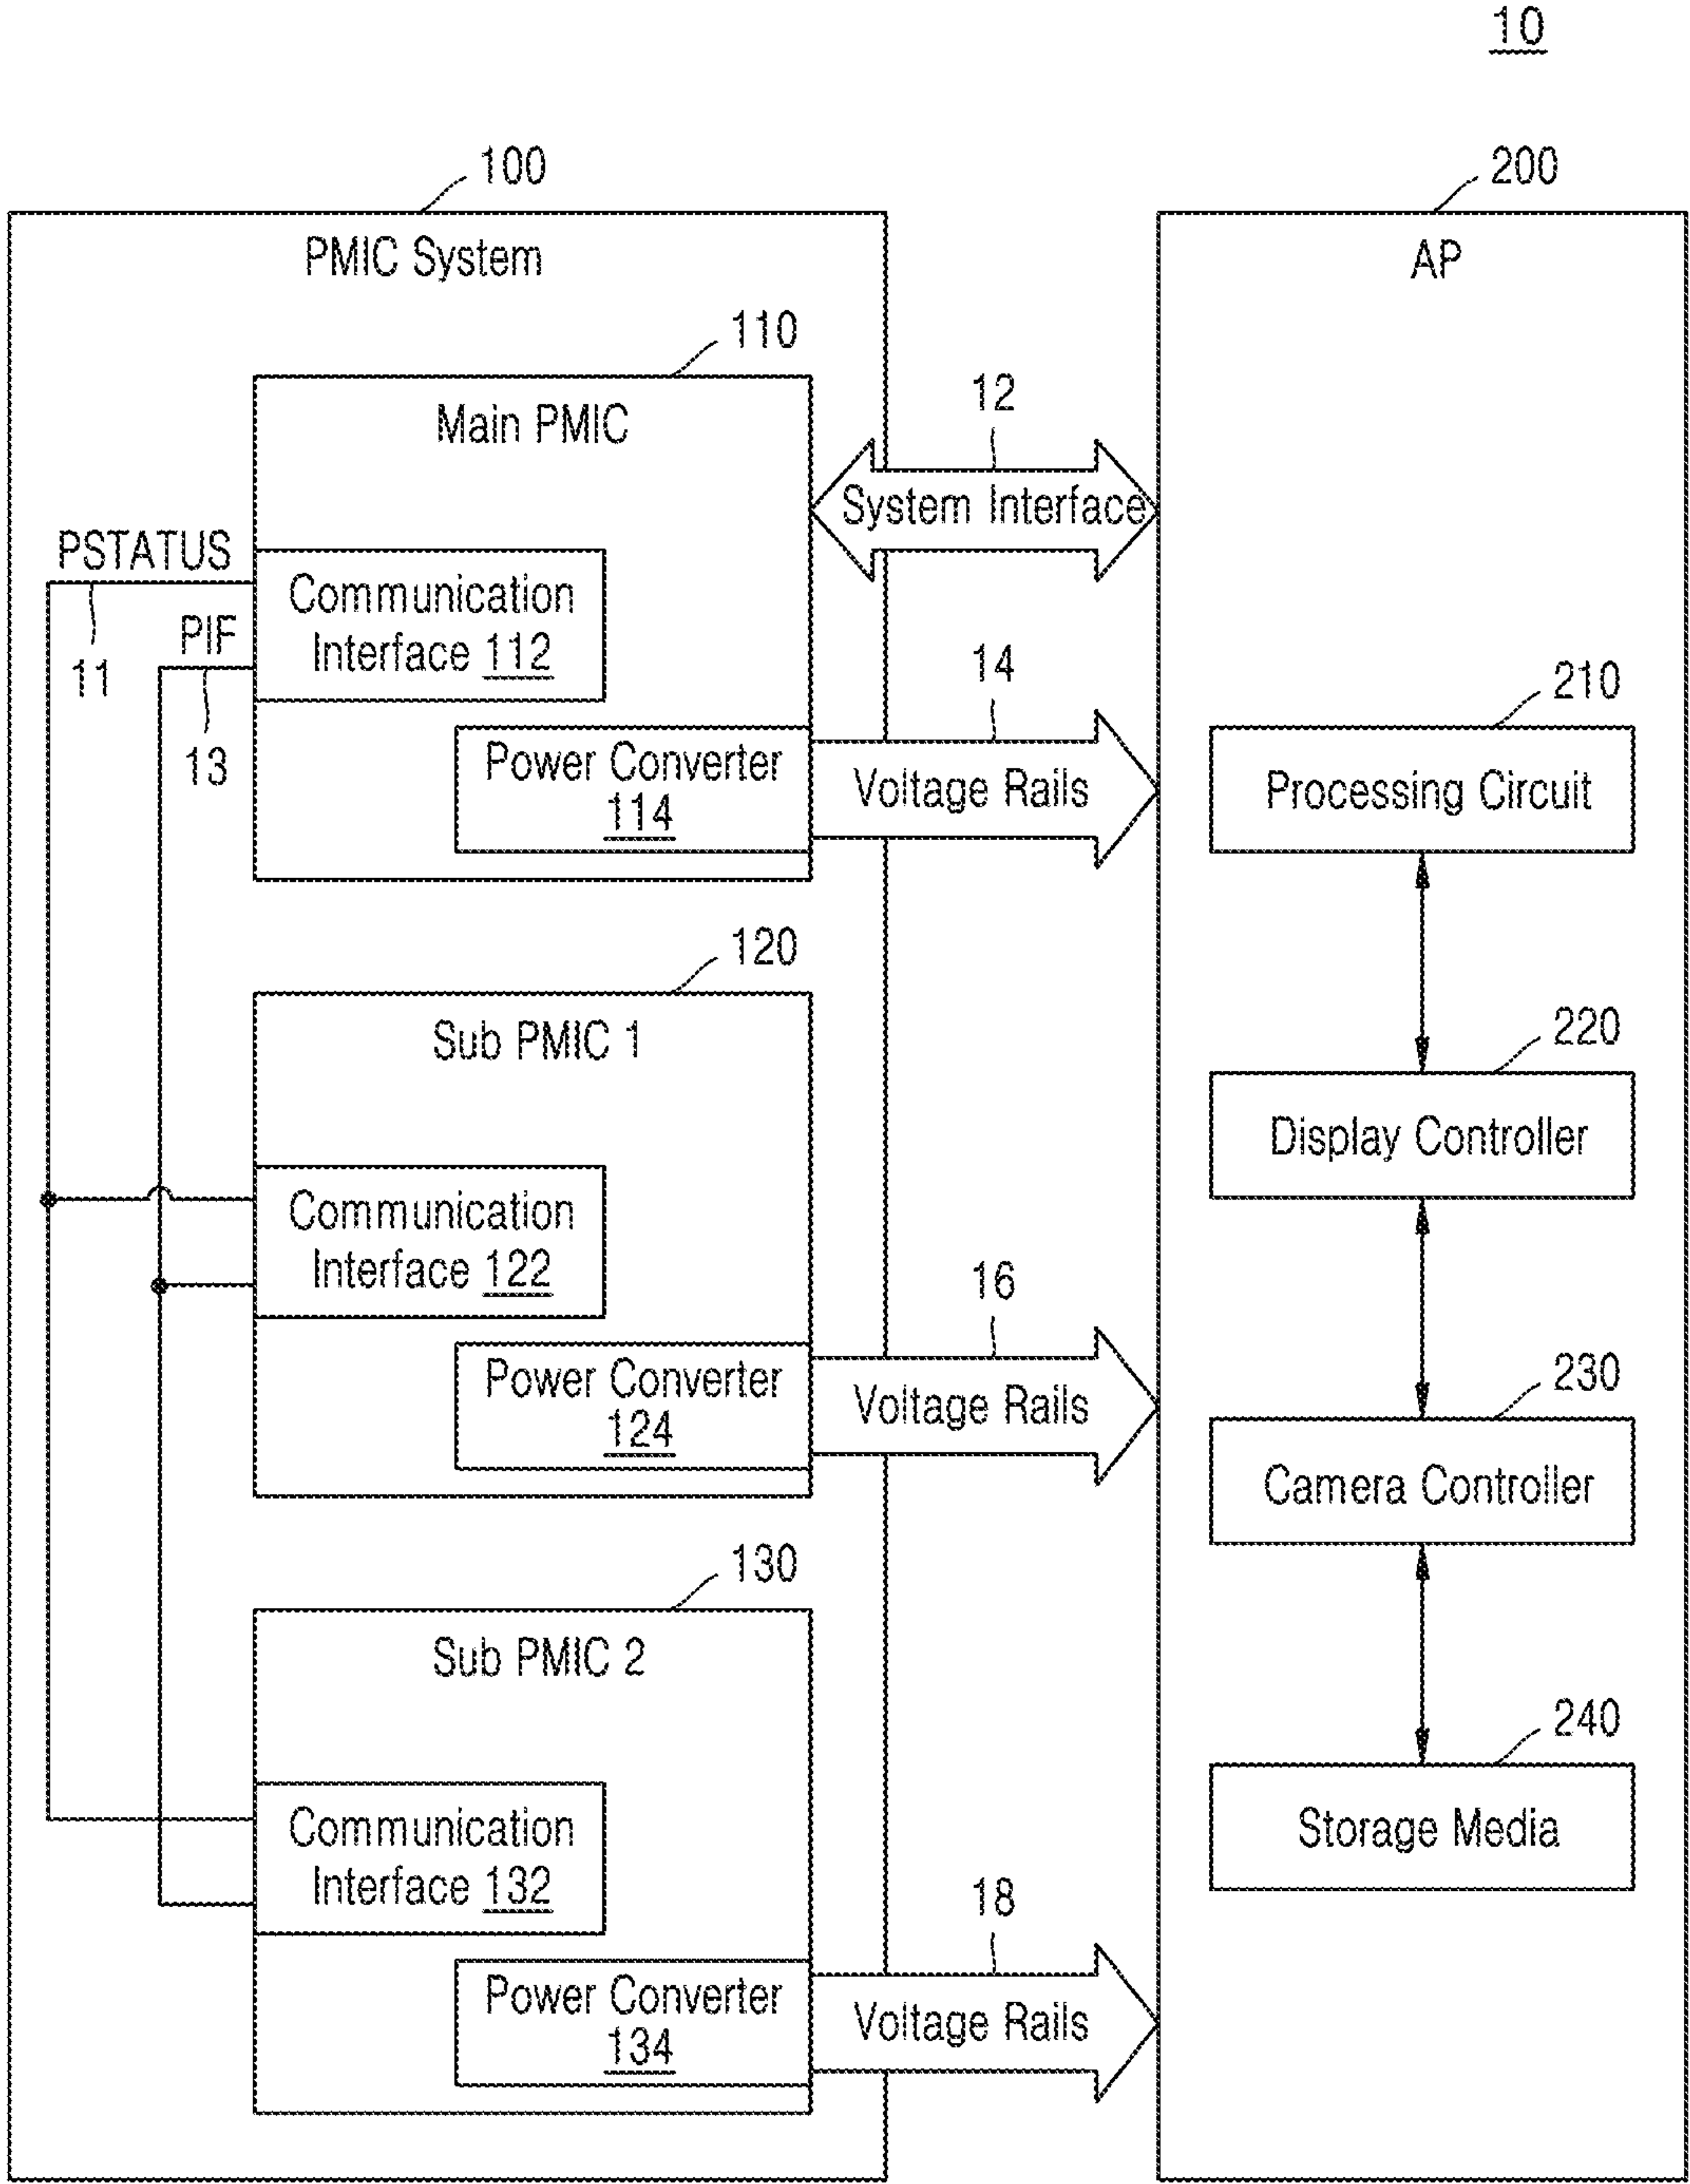 10
100
200
PMIC System
AP
110
Main PMIC
12
System Interface
PSTATUS
11
PIF
13
Communication
Interface 112
Power Converter
114
14
Voltage Rails
210
Processing Circuit
120
Sub PMIC 1
220
Display Controller
Communication
Interface 122
Power Converter
124
16
Voltage Rails
230
Camera Controller
130
Sub PMIC 2
240
Storage Media
Communication
Interface 132
Power Converter
134
18
Voltage Rails